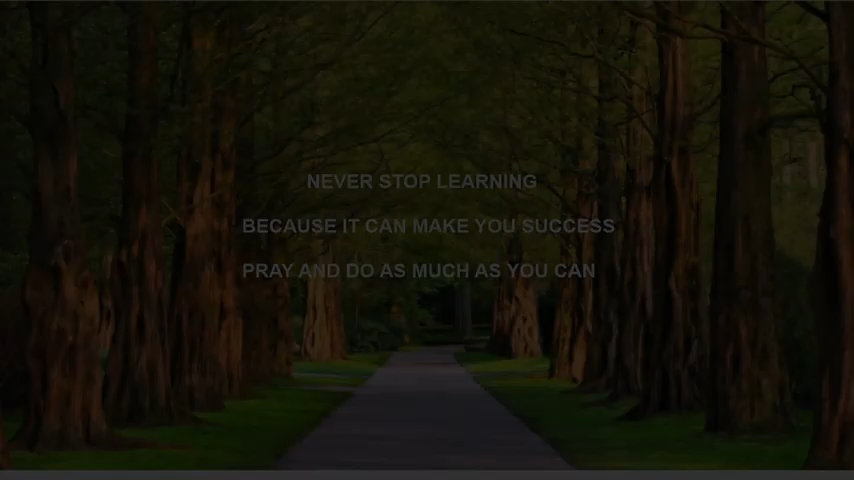 NEVER STOP LEARNING
BECAUSE IT CAN MAKE YOU SUCCESS
PRAY AND DO AS MUCH AS YOU CAN